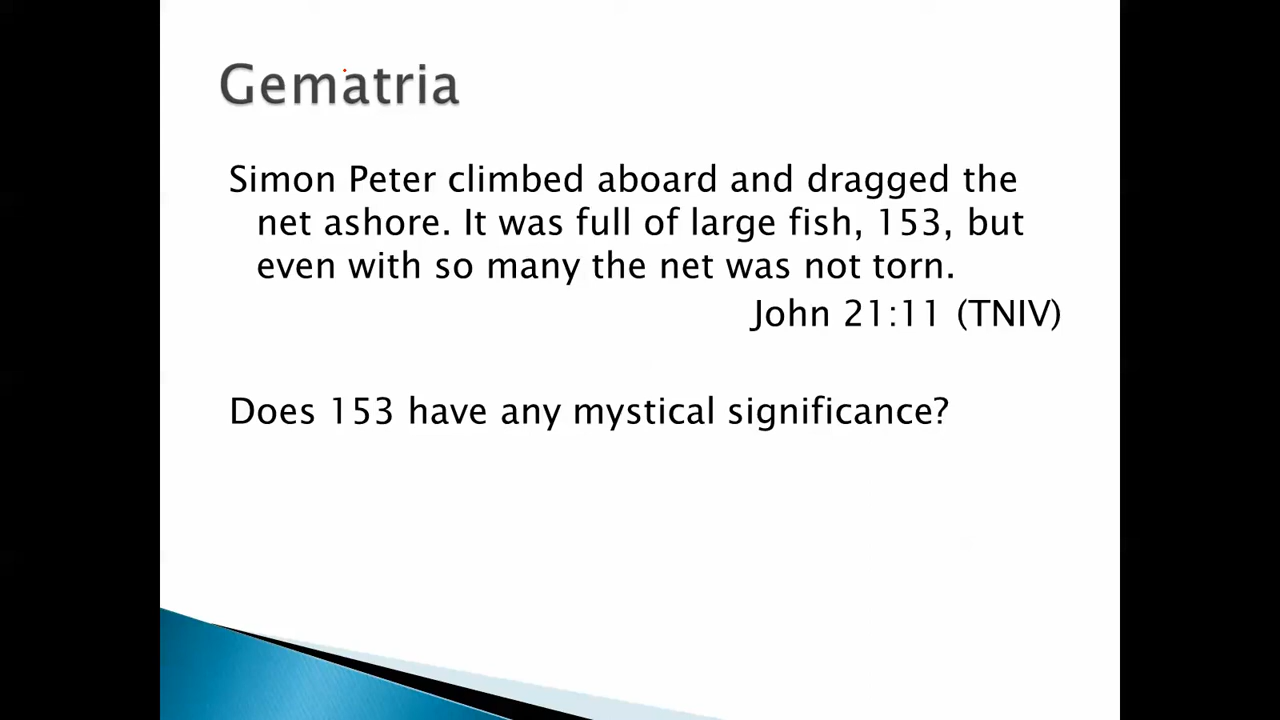 Gematria
Simon Peter climbed aboard and dragged the
net ashore. It was full of large fish, 153, but
even with so many the net was not torn.
John 21:11 (TNIV)
Does 153 have any mystical significance?